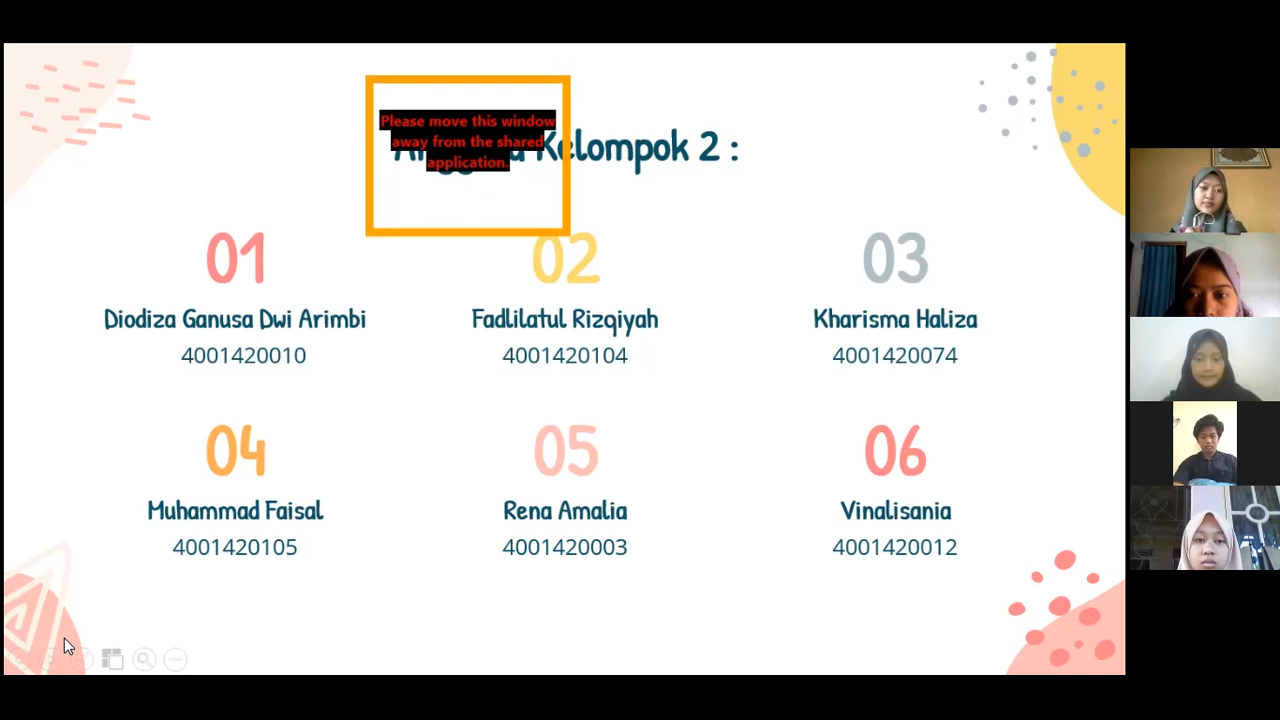 Please move this window
away from the shared
application.
Kelompok 2 :
01
02
03
Diodiza Ganusa Dwi Arimbi
Fadlilatul Rizqiyah
Kharisma Haliza
4001420010
4001420104
4001420074
04
05
06
Muhammad Faisal
Rena Amalia
Vinalisania
4001420105
4001420003
4001420012